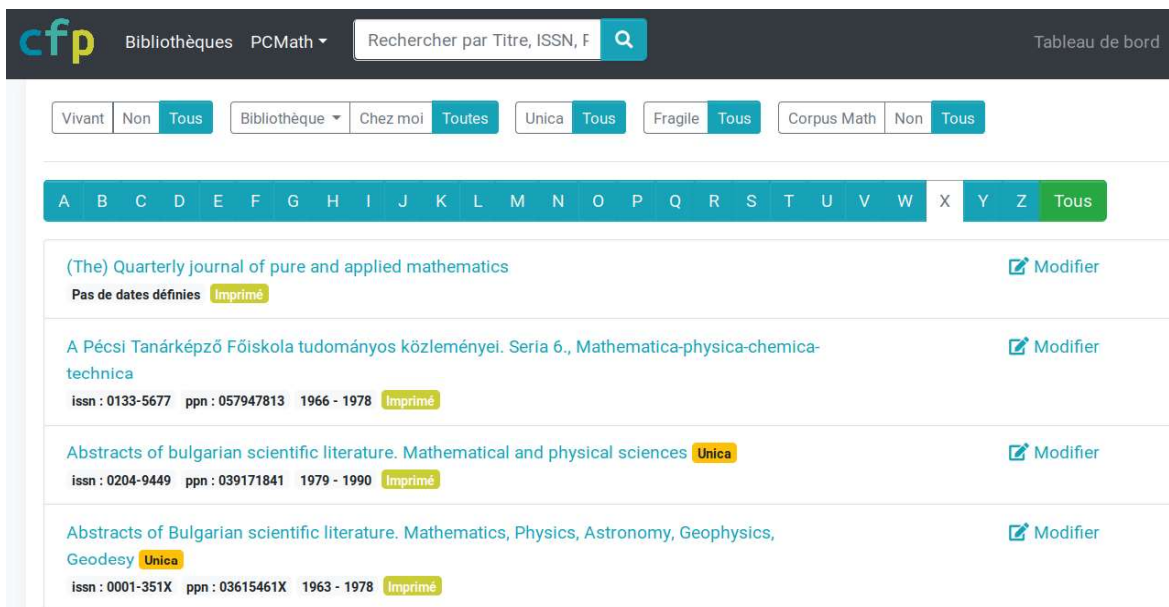 cfp Bibliothèques PCMath Rechercher par Titre, ISSN, F Tableau de bord
Vivant Non Tous Bibliothèque Chez moi Toutes Unica Tous Fragile Tous Corpus Math Non Tous
A B C D E F G H I J K L M N O P Q R S T U V W X Y Z Tous
(The) Quarterly journal of pure and applied mathematics Modifier
Pas de dates définies Imprimé
A Pécsi Tanárképző Főiskola tudományos közleményei. Seria 6., Mathematica-physica-chemica- Modifier
technica
issn : 0133-5677 ppn : 057947813 1966 - 1978 Imprimé
Abstracts of bulgarian scientific literature. Mathematical and physical sciences Unica Modifier
issn : 0204-9449 ppn : 039171841 1979 - 1990 Imprimé
Abstracts of Bulgarian scientific literature. Mathematics, Physics, Astronomy, Geophysics, Modifier
Geodesy Unica
issn : 0001-351X ppn : 03615461X 1963 - 1978 Imprimé